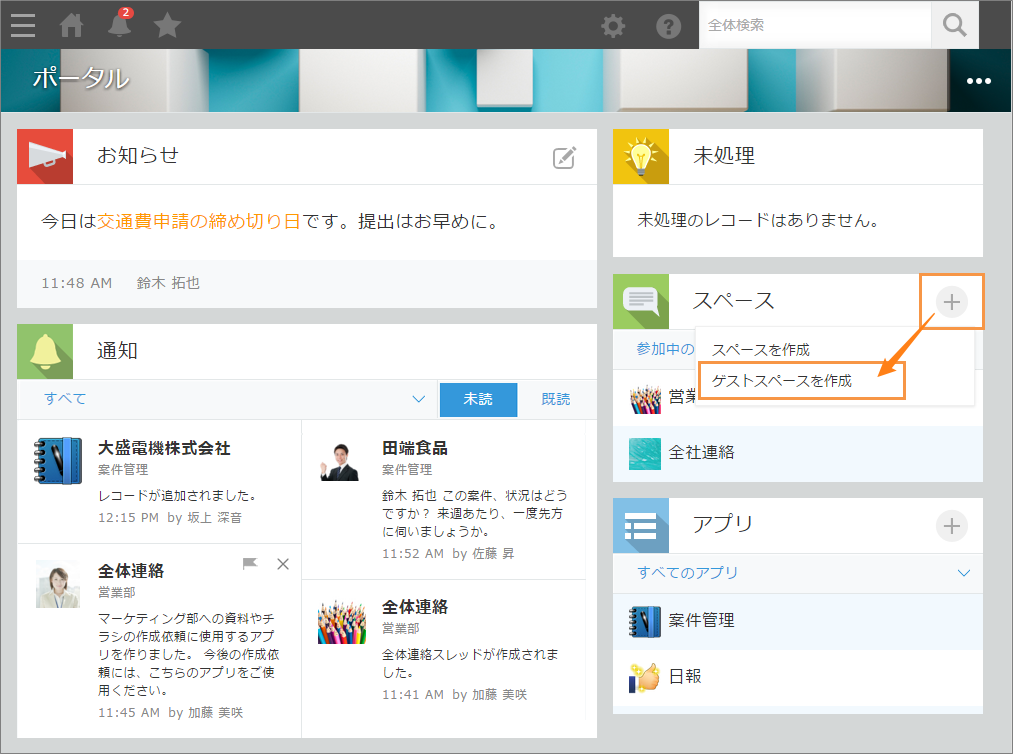 2
全体検索
ポータル
お知らせ
今日は交通費申請の締め切り日です。提出はお早めに。
11:48 AM 鈴木 拓也
通知
すべて
未読
既読
大盛電機株式会社
案件管理
レコードが追加されました。
12:15 PM by 坂上 深音
全体連絡
営業部
マーケティング部への資料やチ
ラシの作成依頼に使用するアプ
リを作りました。 今後の作成依
頼には、こちらのアプリをご使
用ください。
11:45 AM by 加藤 美咲
田端食品
案件管理
鈴木 拓也 この案件、状況はどう
ですか? 来週あたり、一度先方
に伺いましょうか。
11:52 AM by 佐藤 昇
全体連絡
営業部
全体連絡スレッドが作成されま
した。
11:41 AM by 加藤 美咲
未処理
未処理のレコードはありません。
スペース
参加中の
スペースを作成
ゲストスペースを作成
営業
全社連絡
アプリ
すべてのアプリ
案件管理
日報